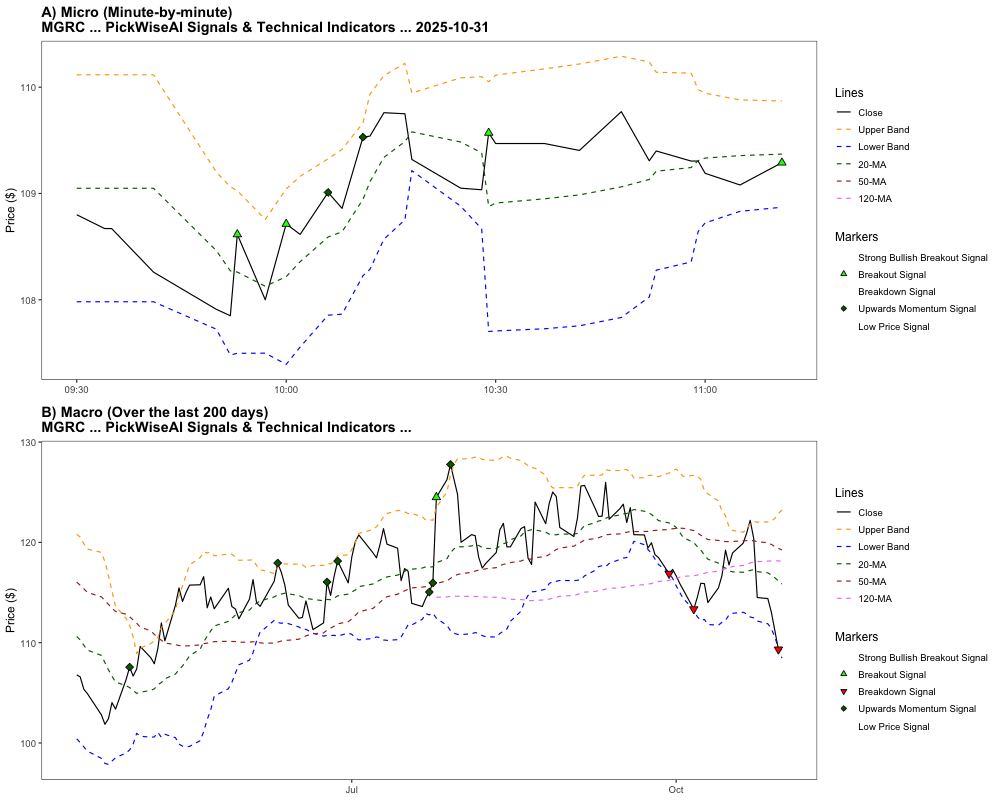 A) Micro (Minute-by-minute)
MGRC ... PickWiseAI Signals & Technical Indicators ... 2025-10-31
Price ($)
110
109
108
09:30
10:00
10:30
11:00
Lines
Close
Upper Band
Lower Band
20-MA
50-MA
120-MA
Markers
Strong Bullish Breakout Signal
Breakout Signal
Breakdown Signal
Upwards Momentum Signal
Low Price Signal
B) Macro (Over the last 200 days)
MGRC ... PickWiseAI Signals & Technical Indicators ...
Price ($)
130
120
110
100
Jul
Oct
Lines
Close
Upper Band
Lower Band
20-MA
50-MA
120-MA
Markers
Strong Bullish Breakout Signal
Breakout Signal
Breakdown Signal
Upwards Momentum Signal
Low Price Signal